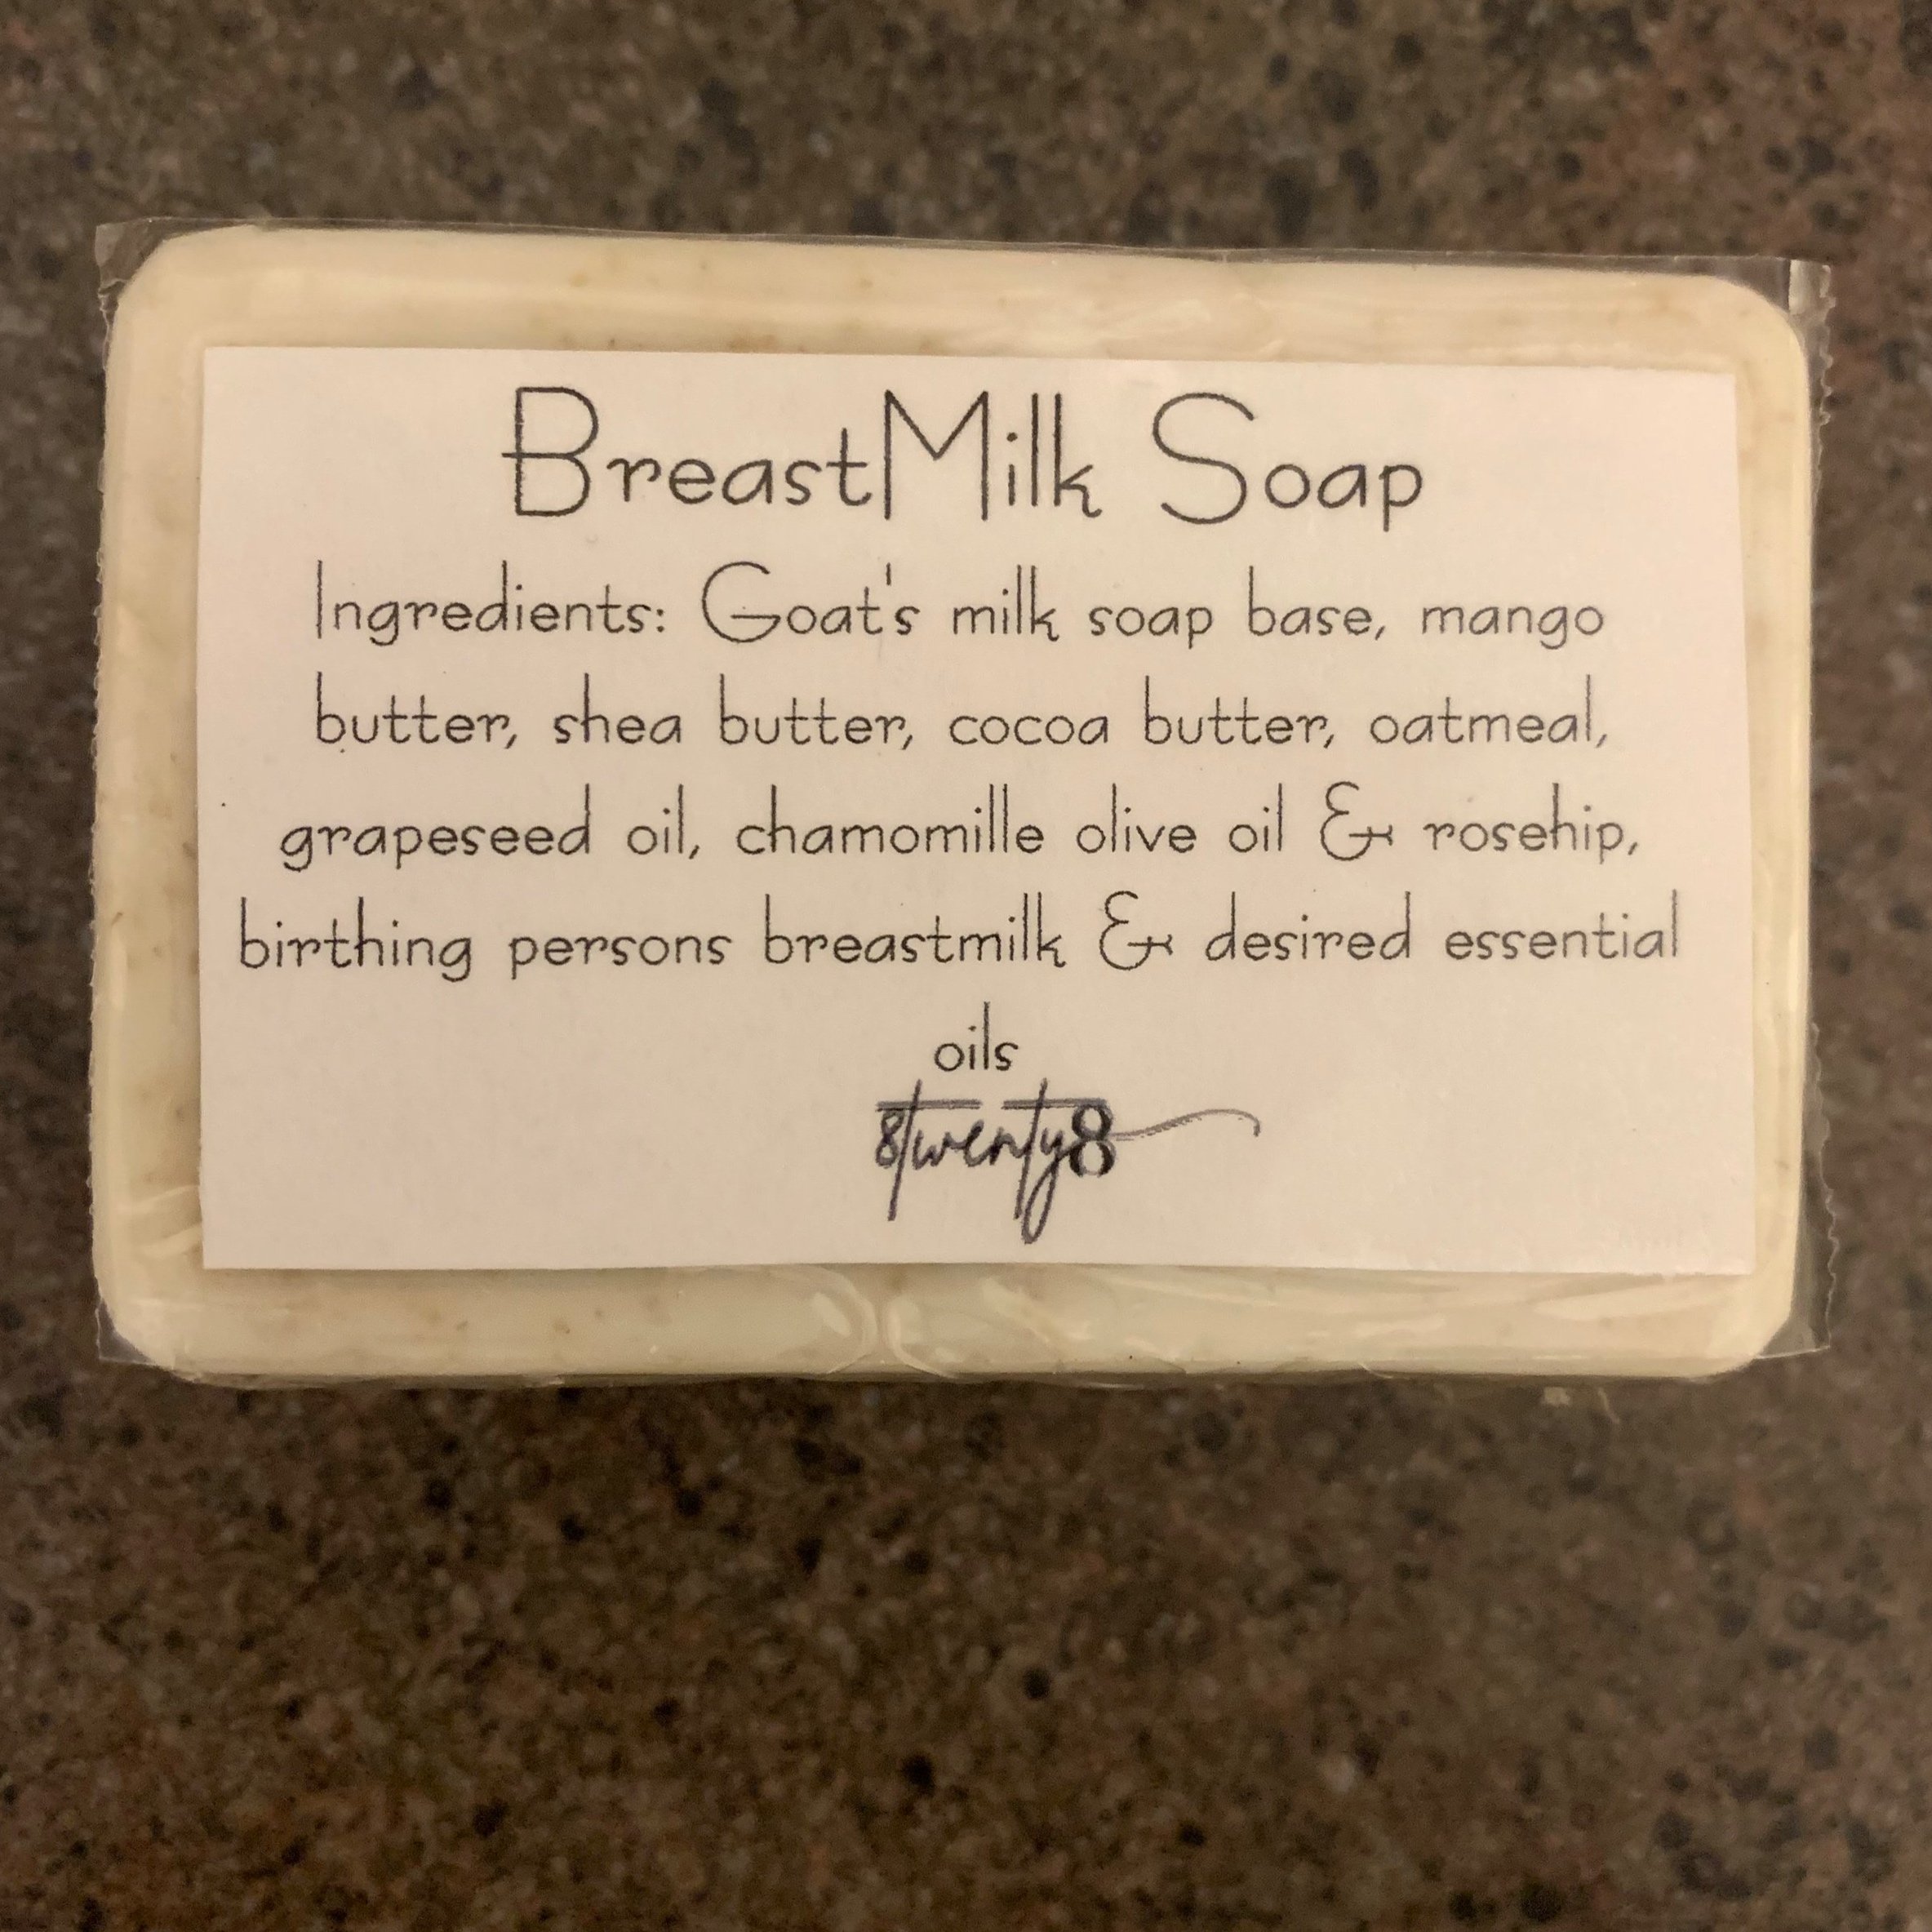 BreastMilk Soap
Ingredients: Goat's milk soap base, mango
butter, shea butter, cocoa butter, oatmeal,
grapeseed oil, chamomille olive oil & rosehip,
birthing persons breastmilk & desired essential
oils
8twenty8